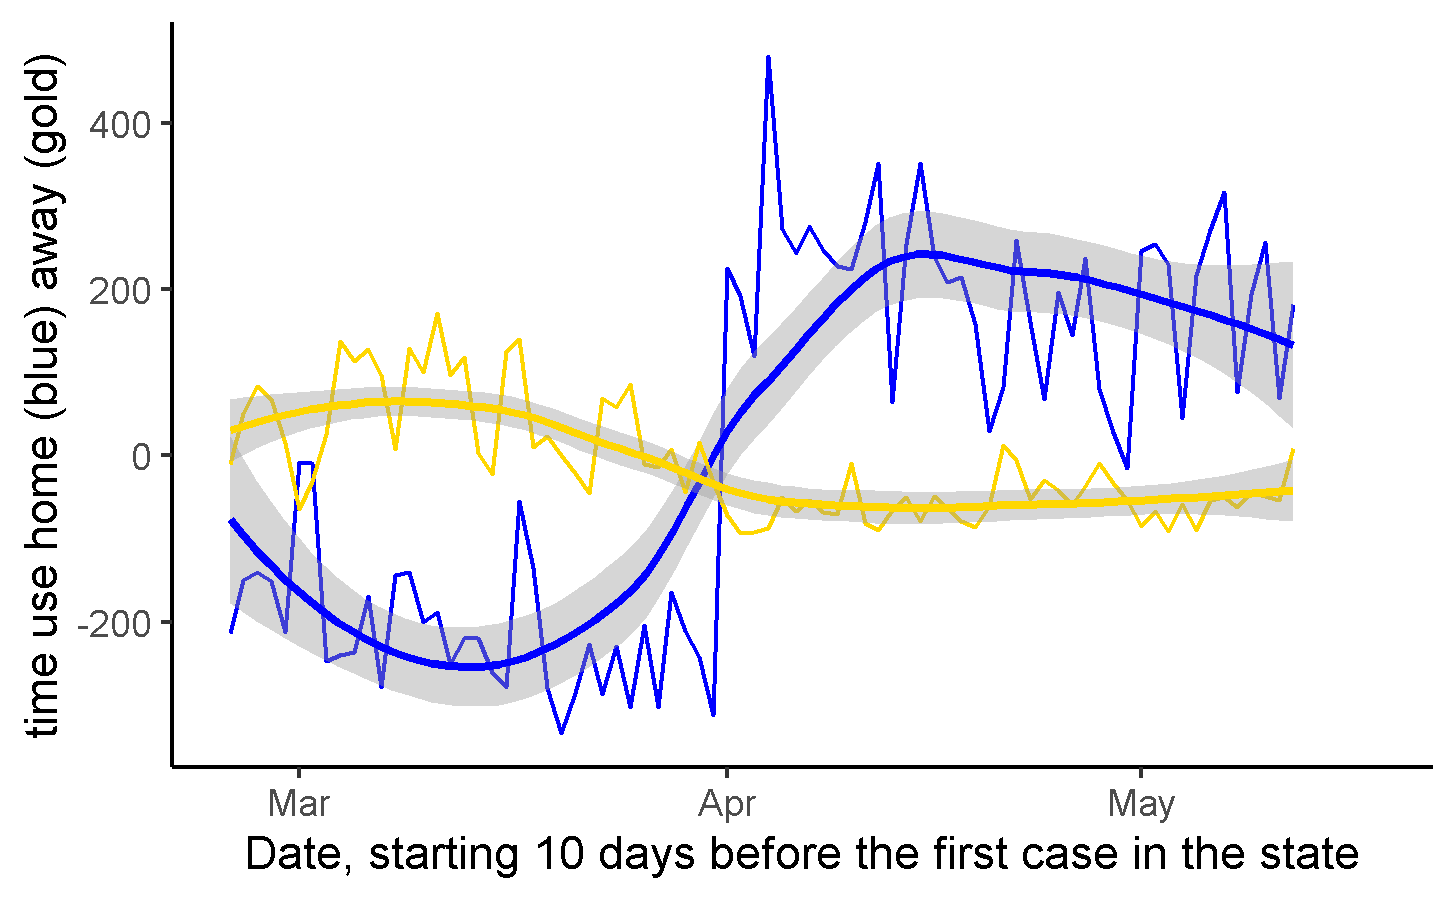 time use home (blue) away (gold)
400
200
0
-200
Mar
Apr
May
Date, starting 10 days before the first case in the state